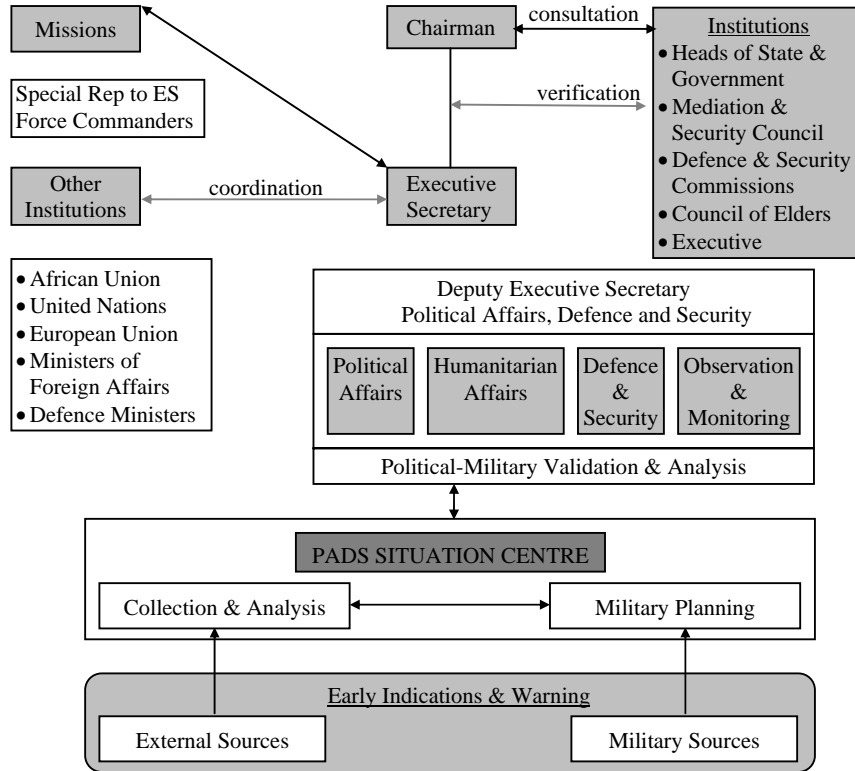 Missions
Chairman
consultation
Institutions
• Heads of State &
Government
• Mediation &
Security Council
• Defence & Security
Commissions
• Council of Elders
• Executive
verification
Special Rep to ES
Force Commanders
Other
Institutions
coordination
Executive
Secretary
• African Union
• United Nations
• European Union
• Ministers of
Foreign Affairs
• Defence Ministers
Deputy Executive Secretary
Political Affairs, Defence and Security
Political
Affairs
Humanitarian
Affairs
Defence
&
Security
Observation
&
Monitoring
Political-Military Validation & Analysis
PADS SITUATION CENTRE
Collection & Analysis
Military Planning
Early Indications & Warning
External Sources
Military Sources